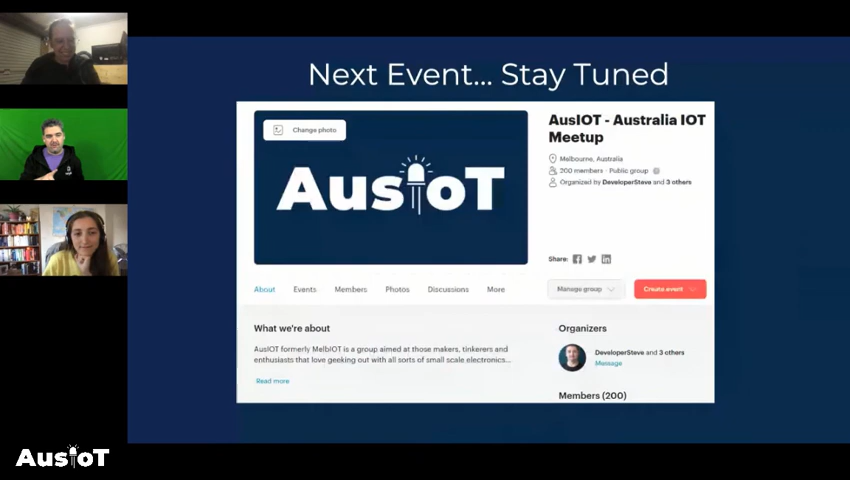 Next Event... Stay Tuned
Change photo
AusIoT
AusIOT - Australia IOT
Meetup
Melbourne, Australia
200 members · Public group
Organized by DeveloperSteve and 3 others
Share:
About Events Members Photos Discussions More
Manage group
Create event
What we're about
AusIOT formerly MelbIOT is a group aimed at those makers, tinkerers and
enthusiasts that love geeking out with all sorts of small scale electronics...
Read more
Organizers
DeveloperSteve and 3 others
Message
Members (200)
AusIoT